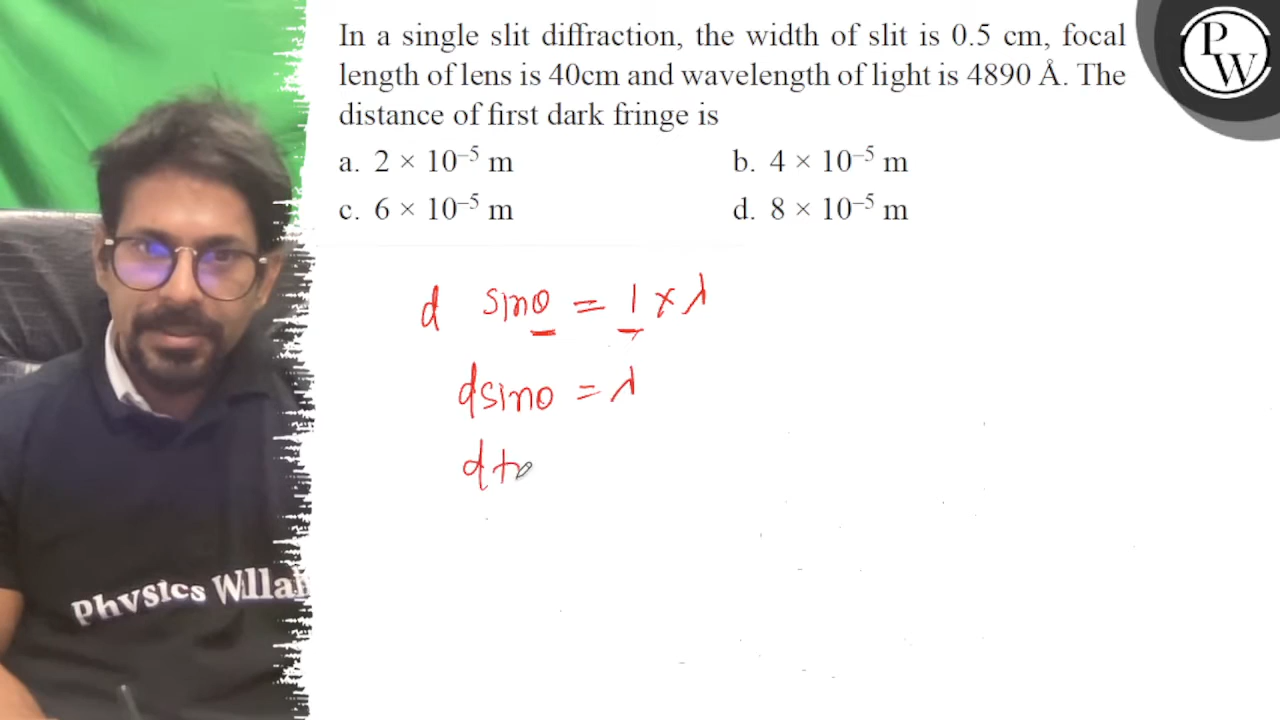 In a single slit diffraction, the width of slit is 0.5 cm, focal
length of lens is 40cm and wavelength of light is 4890 Å. The
distance of first dark fringe is
a. 2 × 10⁻⁵ m b. 4 × 10⁻⁵ m
c. 6 × 10⁻⁵ m d. 8 × 10⁻⁵ m
d sinθ = 1 × λ
d sinθ = λ
d t
PW
Physics Wallah